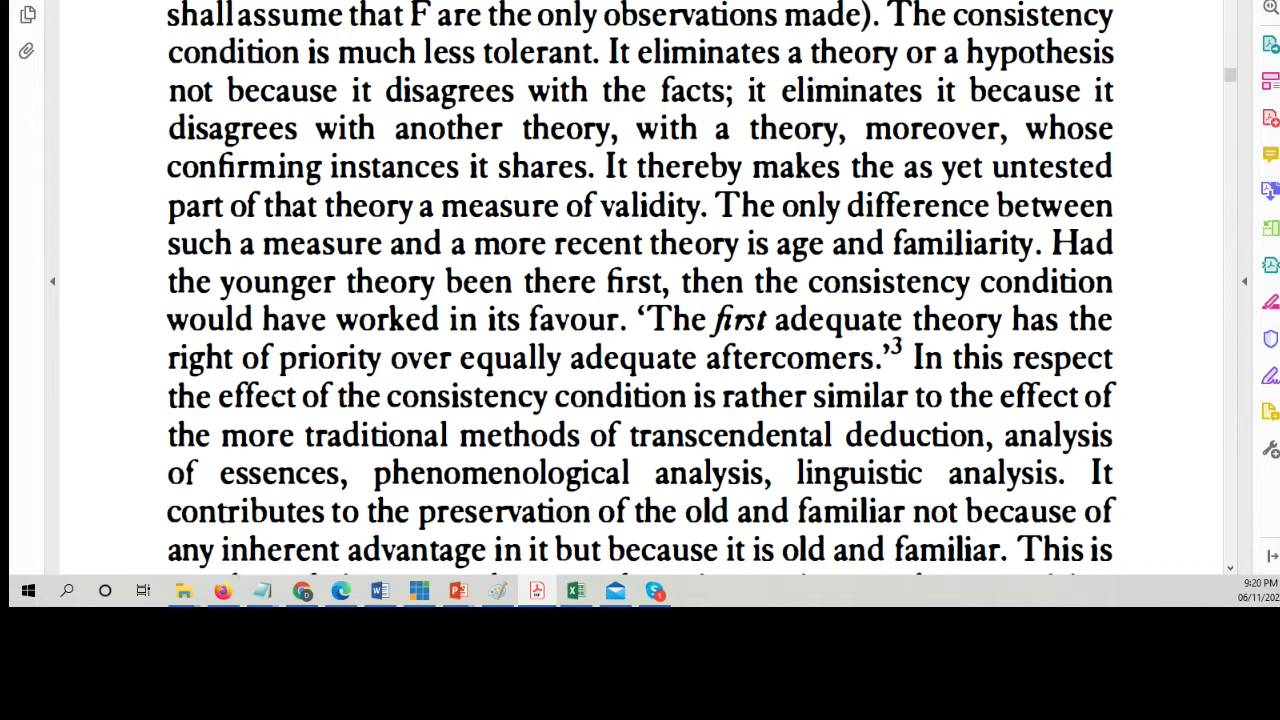 shall assume that F are the only observations made). The consistency
condition is much less tolerant. It eliminates a theory or a hypothesis
not because it disagrees with the facts; it eliminates it because it
disagrees with another theory, with a theory, moreover, whose
confirming instances it shares. It thereby makes the as yet untested
part of that theory a measure of validity. The only difference between
such a measure and a more recent theory is age and familiarity. Had
the younger theory been there first, then the consistency condition
would have worked in its favour. ‘The first adequate theory has the
right of priority over equally adequate aftercomers.’3 In this respect
the effect of the consistency condition is rather similar to the effect of
the more traditional methods of transcendental deduction, analysis
of essences, phenomenological analysis, linguistic analysis. It
contributes to the preservation of the old and familiar not because of
any inherent advantage in it but because it is old and familiar. This is
9:20 PM
06/11/202